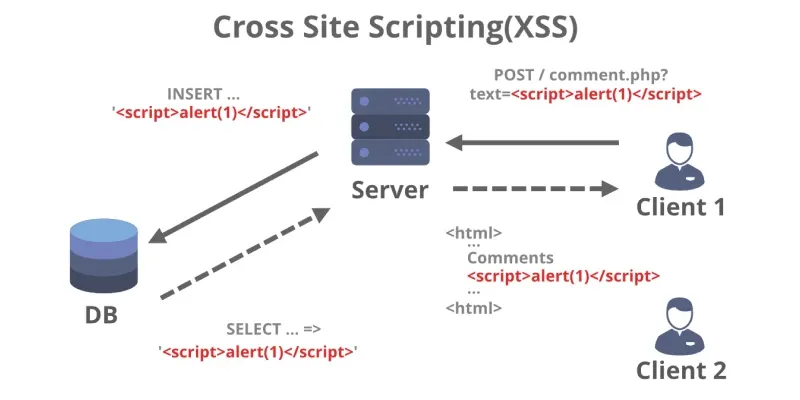 Cross Site Scripting(XSS)
INSERT ...
'<script>alert(1)</script>'
POST / comment.php?
text=<script>alert(1)</script>
Server
Client 1
<html>
...
Comments
<script>alert(1)</script>
...
<html>
DB
SELECT ... =>
'<script>alert(1)</script>'
Client 2